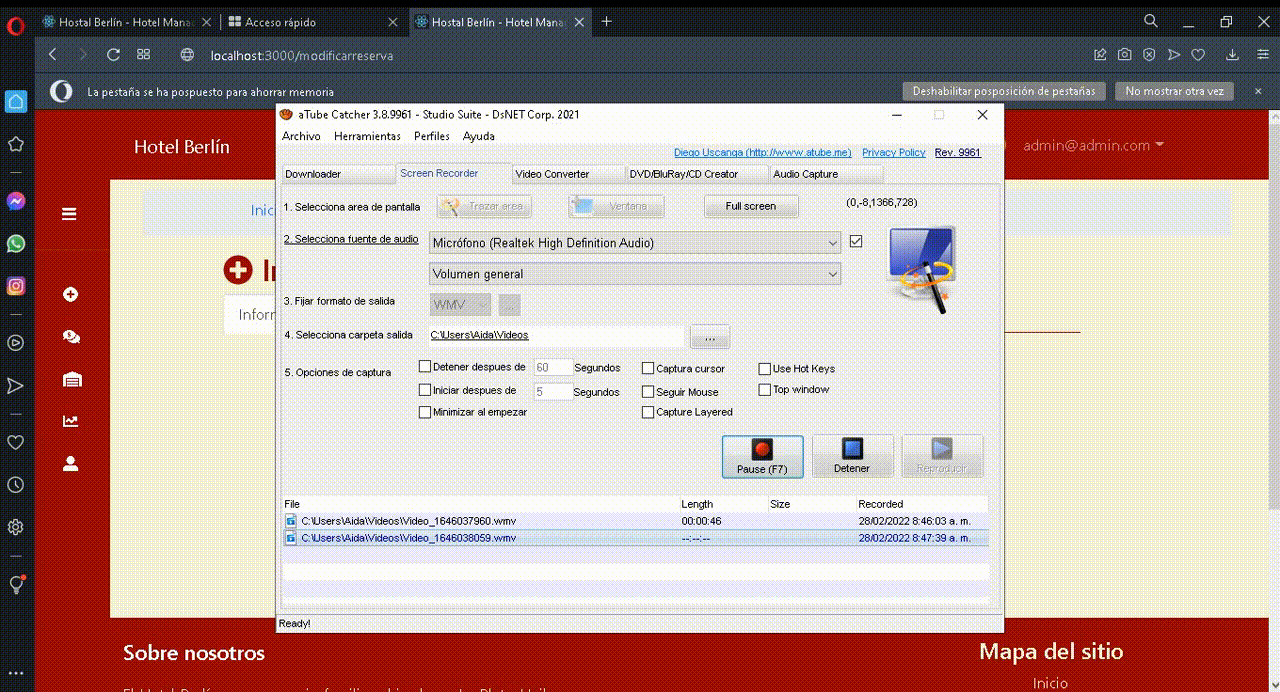 Hostal Berlín - Hotel Mana
Acceso rápido
Hostal Berlín - Hotel Mana
localhost:3000/modificarreserva
La pestaña se ha pospuesto para ahorrar memoria
Deshabilitar posposición de pestañas
No mostrar otra vez
Hotel Berlín
admin@admin.com
Inic
Infor
aTube Catcher 3.8.9961 - Studio Suite - DsNET Corp. 2021
Archivo Herramientas Perfiles Ayuda
Diego Uscanga (http://www.atube.me) Privacy Policy Rev. 9961
Downloader Screen Recorder Video Converter DVD/BluRay/CD Creator Audio Capture
1. Selecciona area de pantalla Trazar área Ventana Full screen (0,-8,1366,728)
2. Selecciona fuente de audio Micrófono (Realtek High Definition Audio)
Volumen general
3. Fijar formato de salida WMV ...
4. Selecciona carpeta salida C:\Users\Aida\Videos ...
5. Opciones de captura
Detener despues de 60 Segundos Captura cursor Use Hot Keys
Iniciar despues de 5 Segundos Seguir Mouse Top window
Minimizar al empezar Capture Layered
Pause (F7) Detener Reproducir
File Length Size Recorded
C:\Users\Aida\Videos\Video_1646037960.wmv 00:00:46 28/02/2022 8:46:03 a. m.
C:\Users\Aida\Videos\Video_1646038059.wmv --:--:-- 28/02/2022 8:47:39 a. m.
Ready!
Sobre nosotros
Mapa del sitio
Inicio